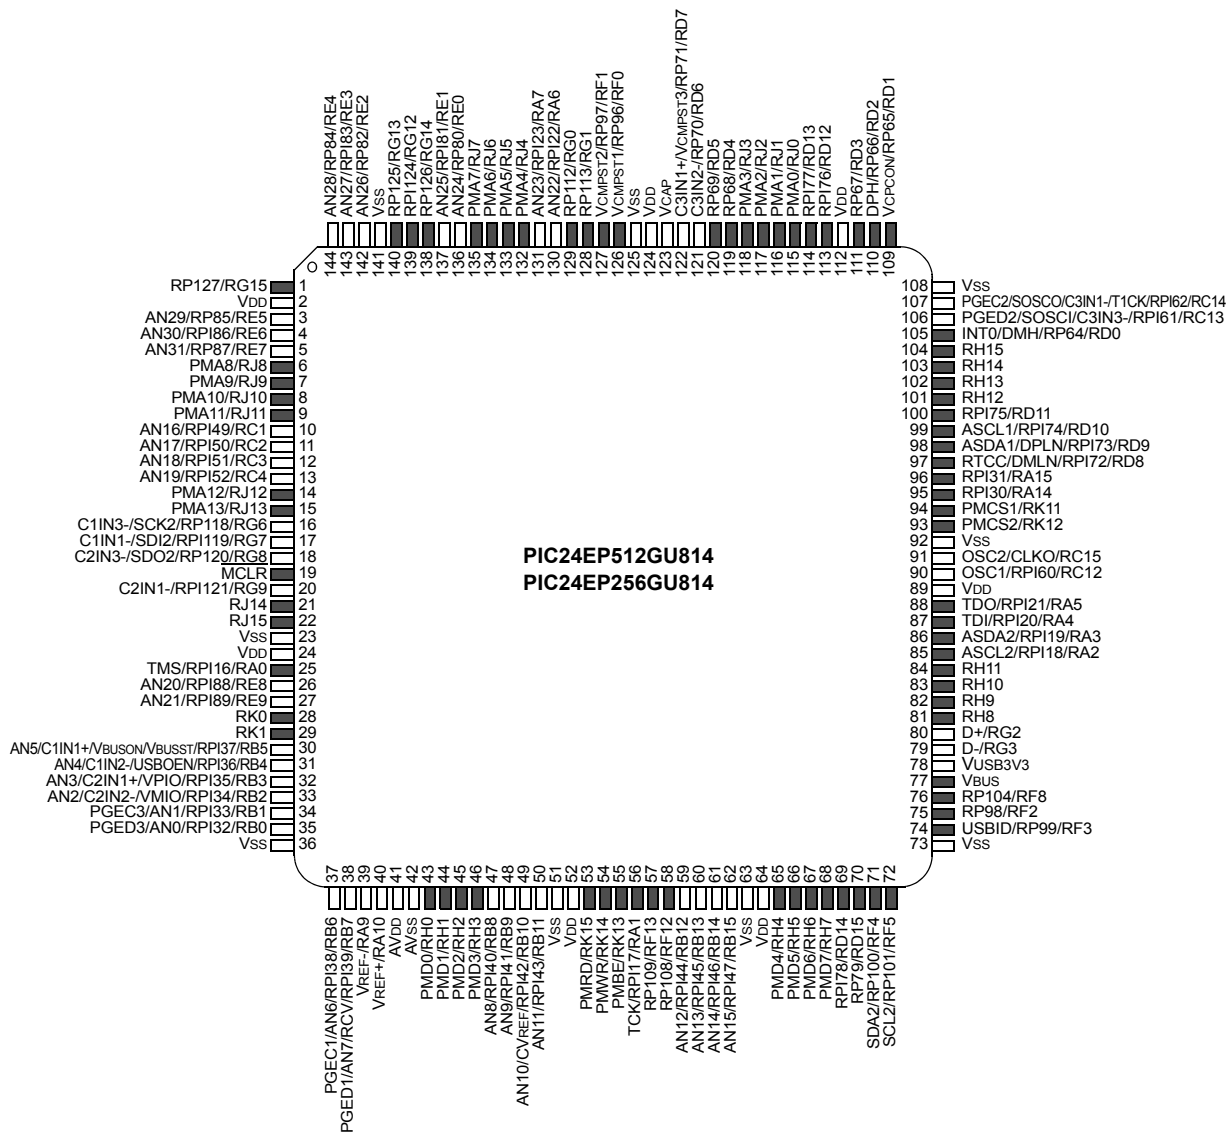 AN28/RP84/RE4
AN27/RPI83/RE3
AN26/RP82/RE2
VSS
RP125/RG13
RPI124/RG12
RP126/RG14
AN25/RPI81/RE1
AN24/RP80/RE0
PMA7/RJ7
PMA6/RJ6
PMA5/RJ5
PMA4/RJ4
AN23/RPI23/RA7
AN22/RPI22/RA6
RP112/RG0
RP113/RG1
VCMPST2/RP97/RF1
VCMPST1/RP96/RF0
VSS
VDD
VCAP
C3IN1+/VCMPST3/RP71/RD7
C3IN2-/RP70/RD6
RP69/RD5
RP68/RD4
PMA3/RJ3
PMA2/RJ2
PMA1/RJ1
PMA0/RJ0
RPI77/RD13
RPI76/RD12
VDD
RP67/RD3
DPH/RP66/RD2
VCPCON/RP65/RD1
144
143
142
141
140
139
138
137
136
135
134
133
132
131
130
129
128
127
126
125
124
123
122
121
120
119
118
117
116
115
114
113
112
111
110
109
RP127/RG15 1
VDD 2
AN29/RP85/RE5 3
AN30/RPI86/RE6 4
AN31/RP87/RE7 5
PMA8/RJ8 6
PMA9/RJ9 7
PMA10/RJ10 8
PMA11/RJ11 9
AN16/RPI49/RC1 10
AN17/RPI50/RC2 11
AN18/RPI51/RC3 12
AN19/RPI52/RC4 13
PMA12/RJ12 14
PMA13/RJ13 15
C1IN3-/SCK2/RP118/RG6 16
C1IN1-/SDI2/RPI119/RG7 17
C2IN3-/SDO2/RP120/RG8 18
MCLR 19
C2IN1-/RPI121/RG9 20
RJ14 21
RJ15 22
VSS 23
VDD 24
TMS/RPI16/RA0 25
AN20/RPI88/RE8 26
AN21/RPI89/RE9 27
RK0 28
RK1 29
AN5/C1IN1+/VBUSON/VBUSST/RPI37/RB5 30
AN4/C1IN2-/USBOEN/RPI36/RB4 31
AN3/C2IN1+/VPIO/RPI35/RB3 32
AN2/C2IN2-/VMIO/RPI34/RB2 33
PGEC3/AN1/RPI33/RB1 34
PGED3/AN0/RPI32/RB0 35
VSS 36
PIC24EP512GU814
PIC24EP256GU814
108 VSS
107 PGEC2/SOSCO/C3IN1-/T1CK/RPI62/RC14
106 PGED2/SOSCI/C3IN3-/RPI61/RC13
105 INT0/DMH/RP64/RD0
104 RH15
103 RH14
102 RH13
101 RH12
100 RPI75/RD11
99 ASCL1/RPI74/RD10
98 ASDA1/DPLN/RPI73/RD9
97 RTCC/DMLN/RPI72/RD8
96 RPI31/RA15
95 RPI30/RA14
94 PMCS1/RK11
93 PMCS2/RK12
92 VSS
91 OSC2/CLKO/RC15
90 OSC1/RPI60/RC12
89 VDD
88 TDO/RPI21/RA5
87 TDI/RPI20/RA4
86 ASDA2/RPI19/RA3
85 ASCL2/RPI18/RA2
84 RH11
83 RH10
82 RH9
81 RH8
80 D+/RG2
79 D-/RG3
78 VUSB3V3
77 VBUS
76 RP104/RF8
75 RP98/RF2
74 USBID/RP99/RF3
73 VSS
37
38
39
40
41
42
43
44
45
46
47
48
49
50
51
52
53
54
55
56
57
58
59
60
61
62
63
64
65
66
67
68
69
70
71
72
PGEC1/AN6/RPI38/RB6
PGED1/AN7/RCV/RPI39/RB7
VREF-/RA9
VREF+/RA10
AVDD
AVSS
PMD0/RH0
PMD1/RH1
PMD2/RH2
PMD3/RH3
AN8/RPI40/RB8
AN9/RPI41/RB9
AN10/CVREF/RPI42/RB10
AN11/RPI43/RB11
VSS
VDD
PMRD/RK15
PMWR/RK14
PMBE/RK13
TCK/RPI17/RA1
RP109/RF13
RP108/RF12
AN12/RPI44/RB12
AN13/RPI45/RB13
AN14/RPI46/RB14
AN15/RPI47/RB15
VSS
VDD
PMD4/RH4
PMD5/RH5
PMD6/RH6
PMD7/RH7
RPI78/RD14
RP79/RD15
SDA2/RP100/RF4
SCL2/RP101/RF5